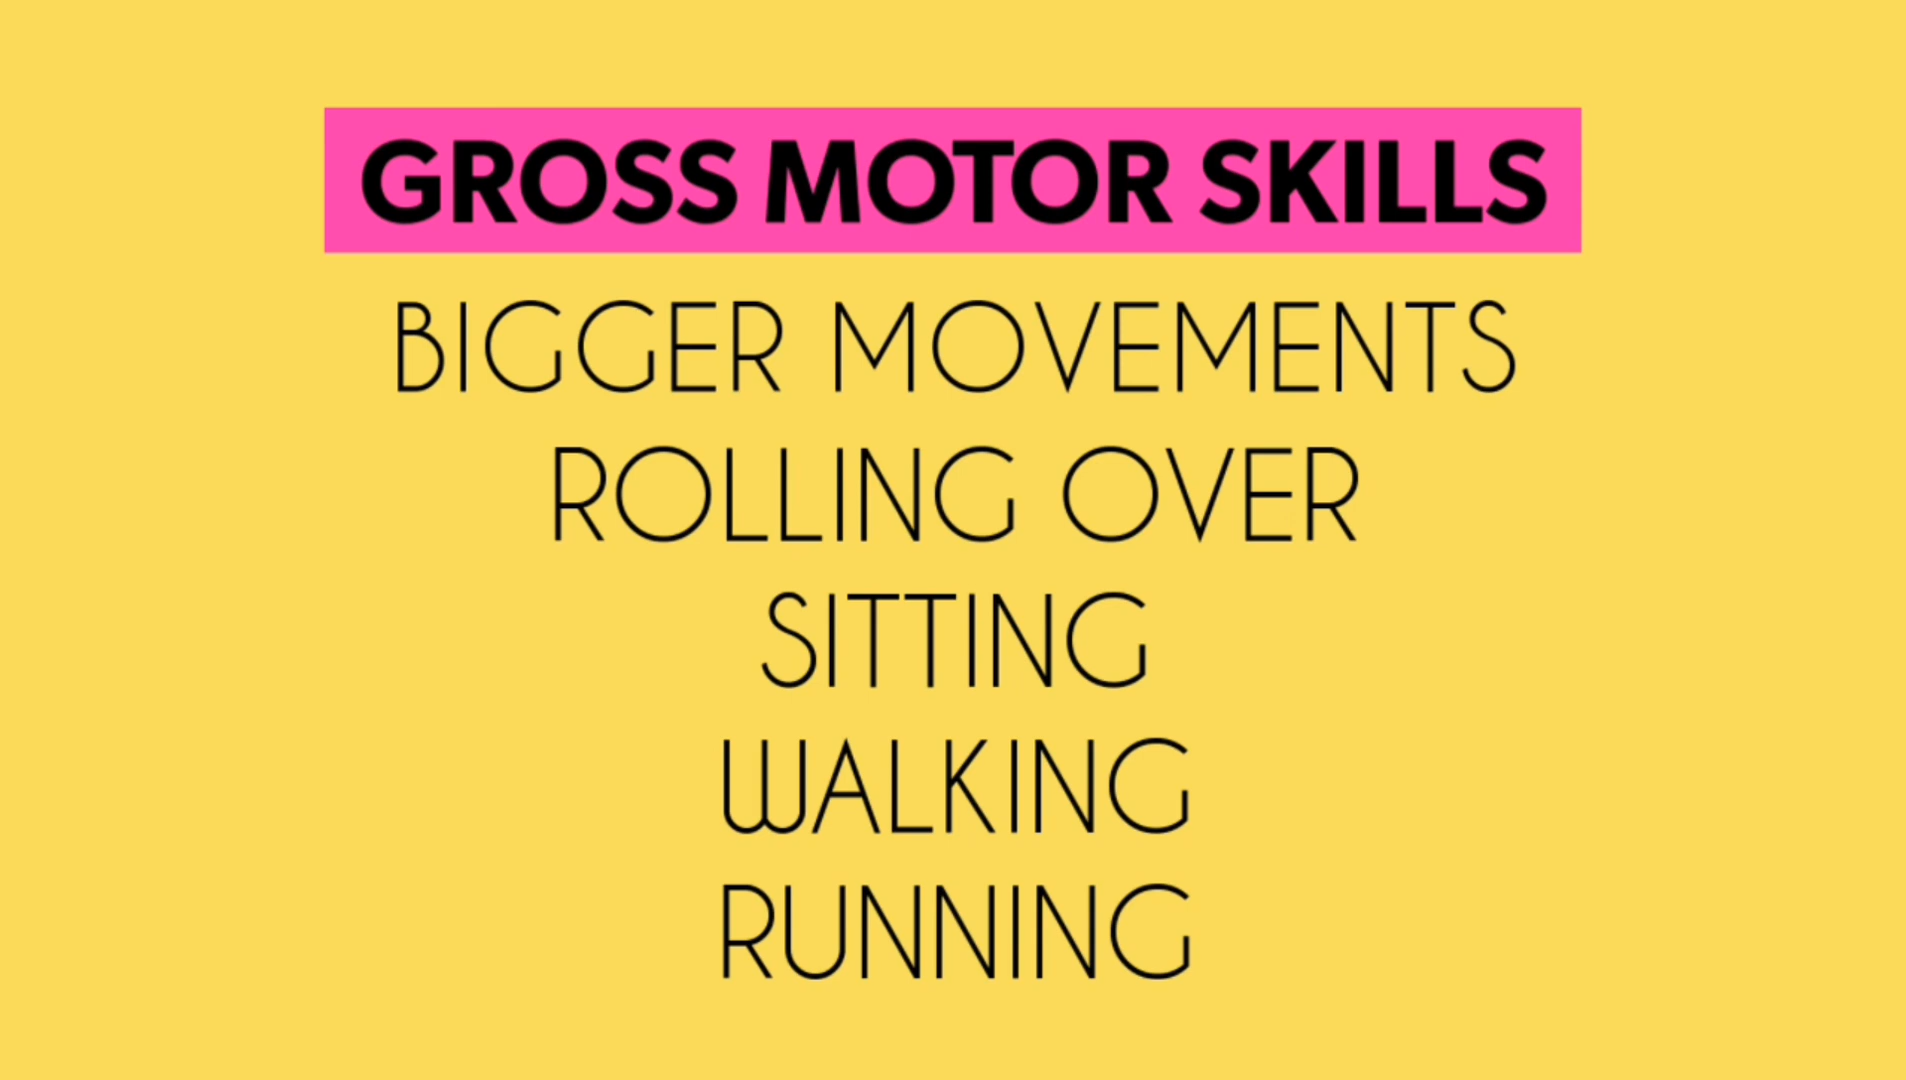 GROSS MOTOR SKILLS
BIGGER MOVEMENTS
ROLLING OVER
SITTING
WALKING
RUNNING